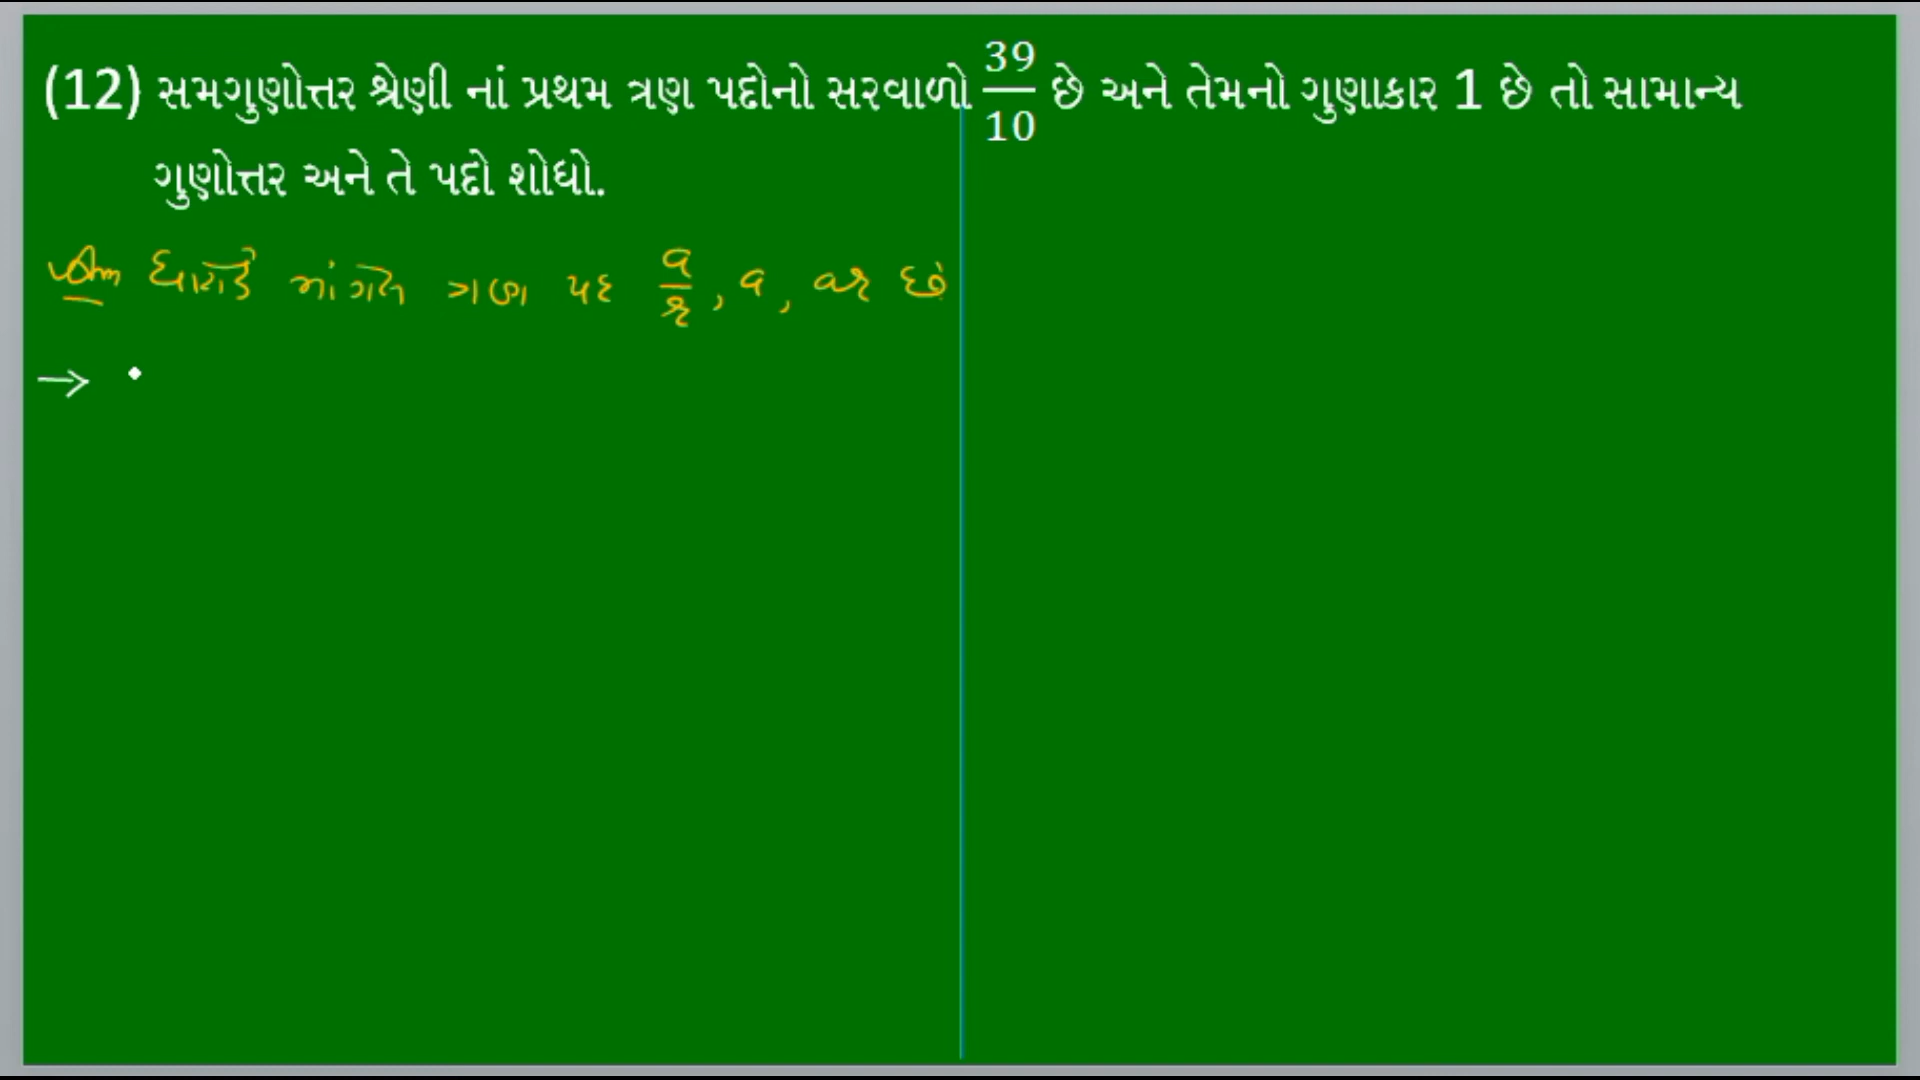 (12) સમગુણોત્તર શ્રેણી નાં પ્રથમ ત્રણ પદોનો સરવાળો 39/10 છે અને તેમનો ગુણાકાર 1 છે તો સામાન્ય
ગુણોત્તર અને તે પદો શોધો.
ધારોકે માંગેલ ત્રણ પદ a/r, a, ar છે
→